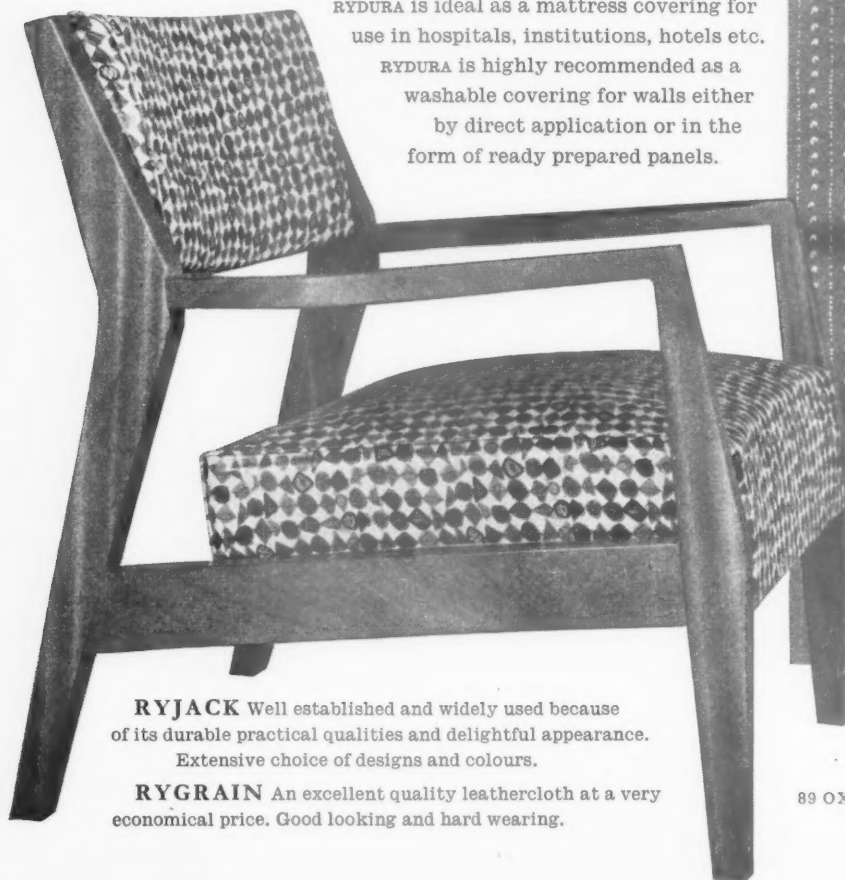 RYDURA is ideal as a mattress covering for
use in hospitals, institutions, hotels etc.
RYDURA is highly recommended as a
washable covering for walls either
by direct application or in the
form of ready prepared panels.
RYJACK Well established and widely used because
of its durable practical qualities and delightful appearance.
Extensive choice of designs and colours.
RYGRAIN An excellent quality leathercloth at a very
economical price. Good looking and hard wearing.
89 OX